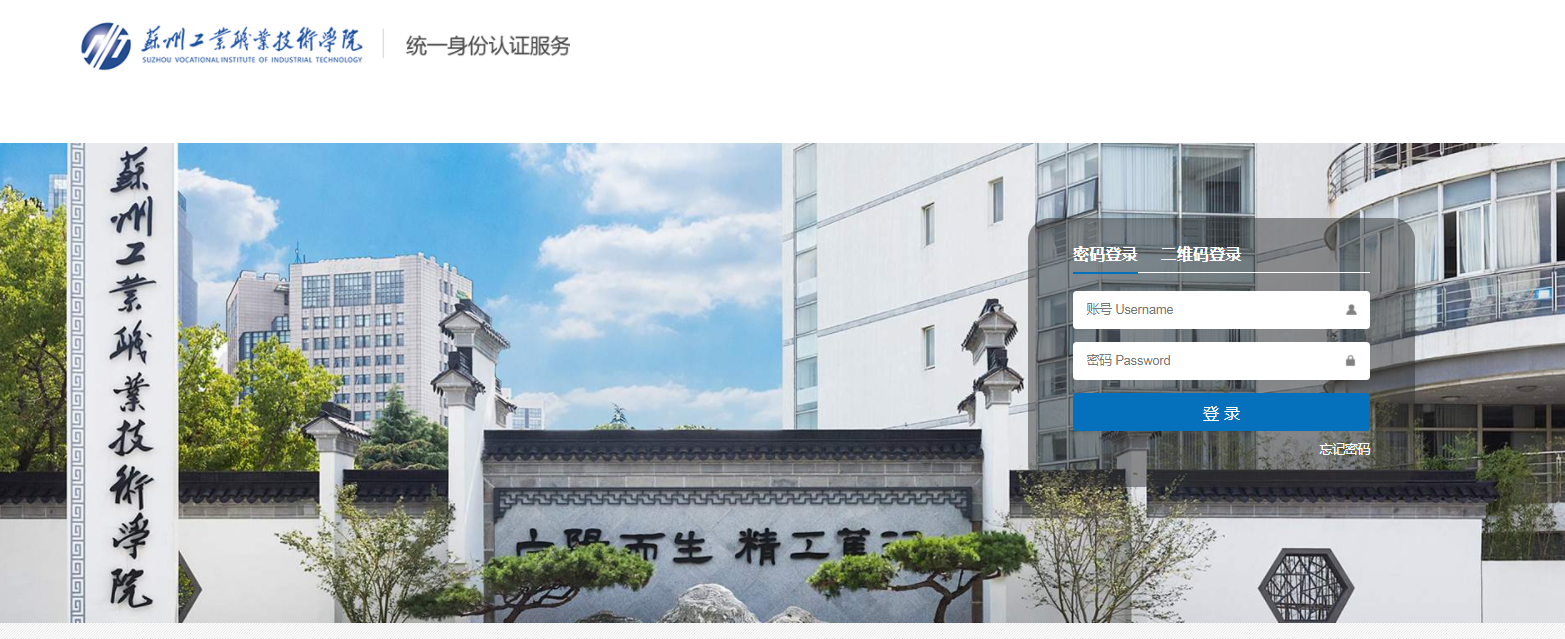 蘇州工業職業技術學院
SUZHOU VOCATIONAL INSTITUTE OF INDUSTRIAL TECHNOLOGY
统一身份认证服务
蘇州工業職業技術學院
密码登录 二维码登录
账号 Username
密码 Password
登 录
忘记密码
而生 精工